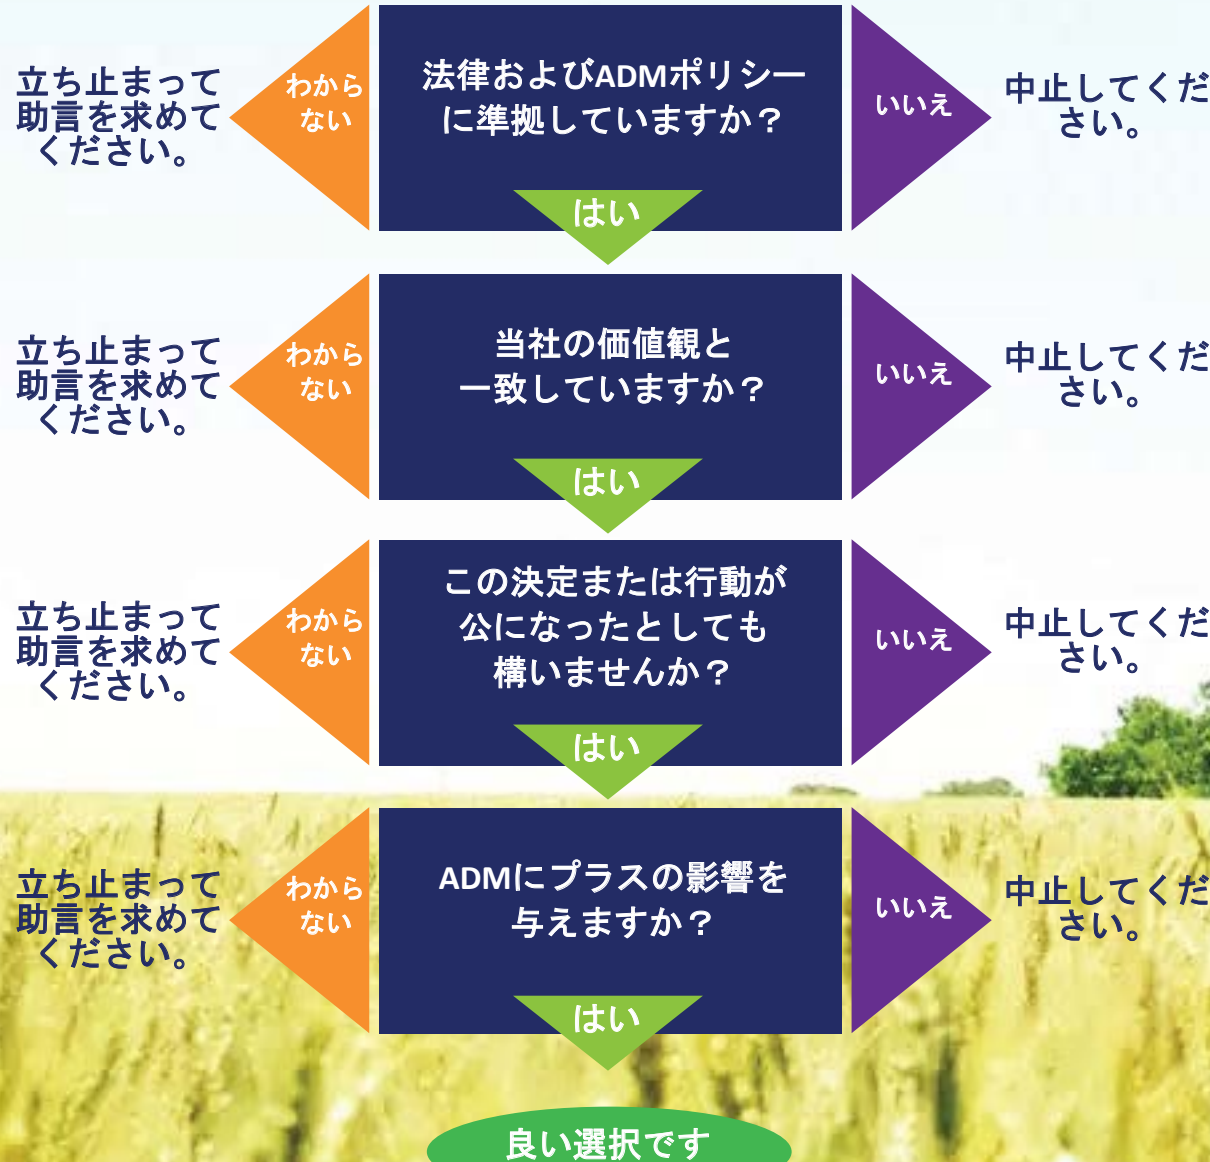 立ち止まって
助言を求めて
ください。
わから
ない
法律およびADMポリシー
に準拠していますか？
はい
いいえ
中止してくだ
さい。
立ち止まって
助言を求めて
ください。
わから
ない
当社の価値観と
一致していますか？
はい
いいえ
中止してくだ
さい。
立ち止まって
助言を求めて
ください。
わから
ない
この決定または行動が
公になったとしても
構いませんか？
はい
いいえ
中止してくだ
さい。
立ち止まって
助言を求めて
ください。
わから
ない
ADMにプラスの影響を
与えますか？
はい
いいえ
中止してくだ
さい。
良い選択です